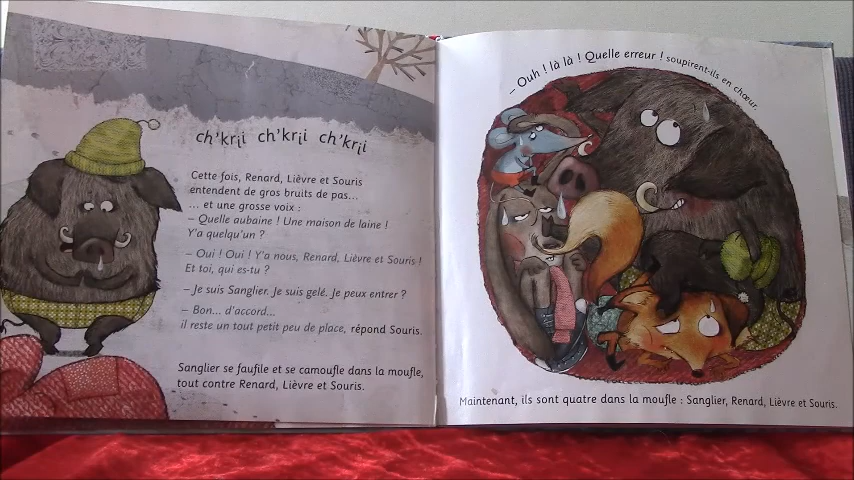 ch'krii ch'krii ch'krii
Cette fois, Renard, Lièvre et Souris
entendent de gros bruits de pas...
... et une grosse voix :
– Quelle aubaine ! Une maison de laine !
Y'a quelqu'un ?
– Oui ! Oui ! Y'a nous, Renard, Lièvre et Souris !
Et toi, qui es-tu ?
– Je suis Sanglier. Je suis gelé. Je peux entrer ?
– Bon... d'accord...
il reste un tout petit peu de place, répond Souris.
Sanglier se faufile et se camoufle dans la moufle,
tout contre Renard, Lièvre et Souris.
– Ouh ! là là ! Quelle erreur ! soupirent-ils en chœur.
Maintenant, ils sont quatre dans la moufle : Sanglier, Renard, Lièvre et Souris.